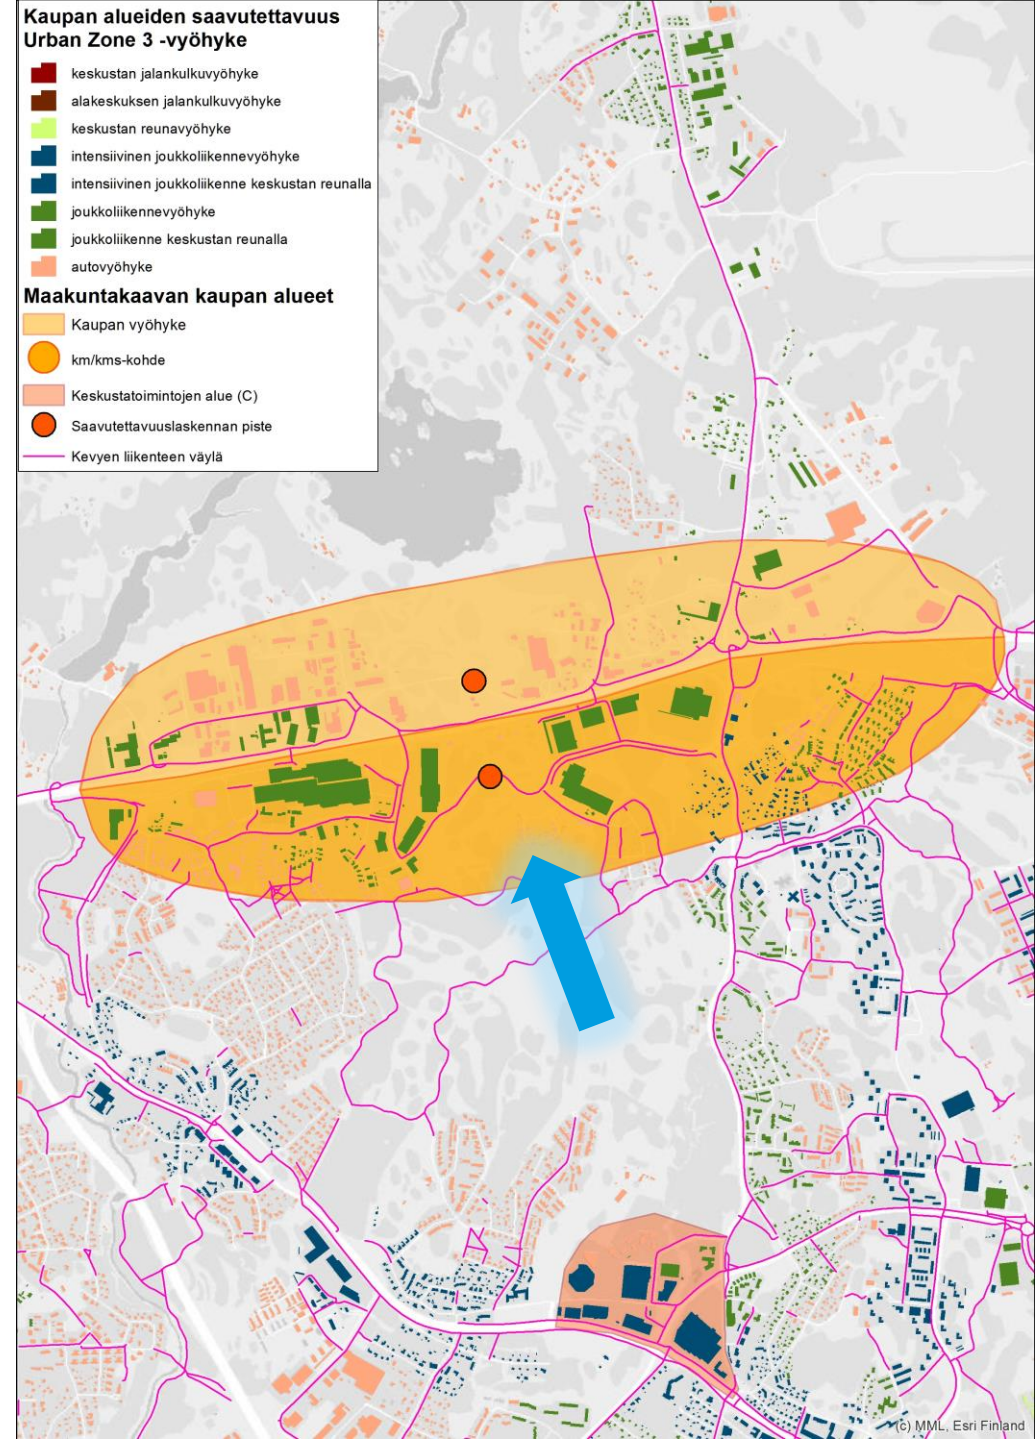 Kaupan alueiden saavutettavuus
Urban Zone 3 -vyöhyke
keskustan jalankulkuvyöhyke
alakeskuksen jalankulkuvyöhyke
keskustan reunavyöhyke
intensiivinen joukkoliikennevyöhyke
intensiivinen joukkoliikenne keskustan reunalla
joukkoliikennevyöhyke
joukkoliikenne keskustan reunalla
autovyöhyke
Maakuntakaavan kaupan alueet
Kaupan vyöhyke
km/kms-kohde
Keskustatoimintojen alue (C)
Saavutettavuuslaskennan piste
Kevyen liikenteen väylä
(c) MML, Esri Finland